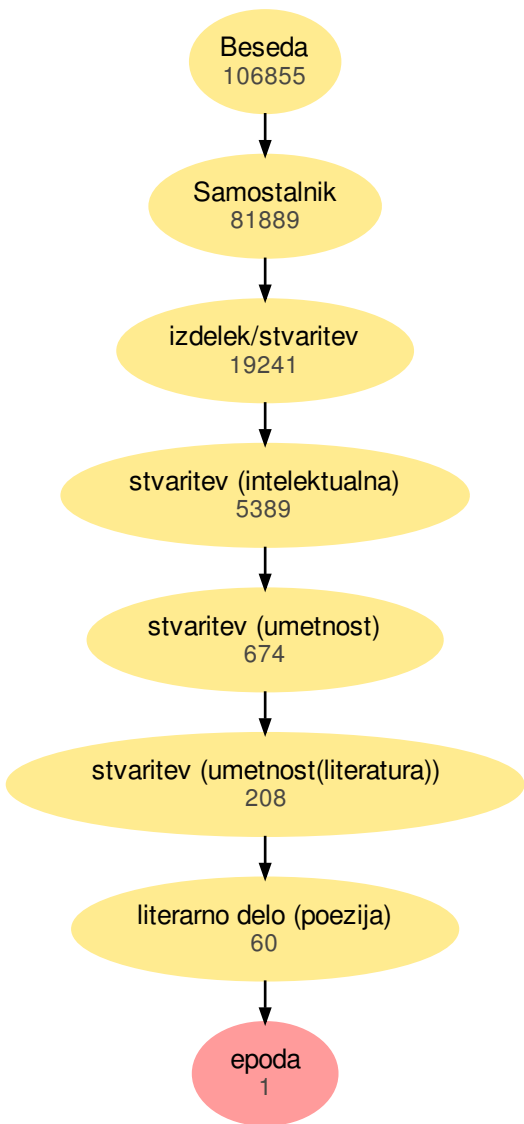 Beseda
106855
Samostalnik
81889
izdelek/stvaritev
19241
stvaritev (intelektualna)
5389
stvaritev (umetnost)
674
stvaritev (umetnost(literatura))
208
literarno delo (poezija)
60
epoda
1